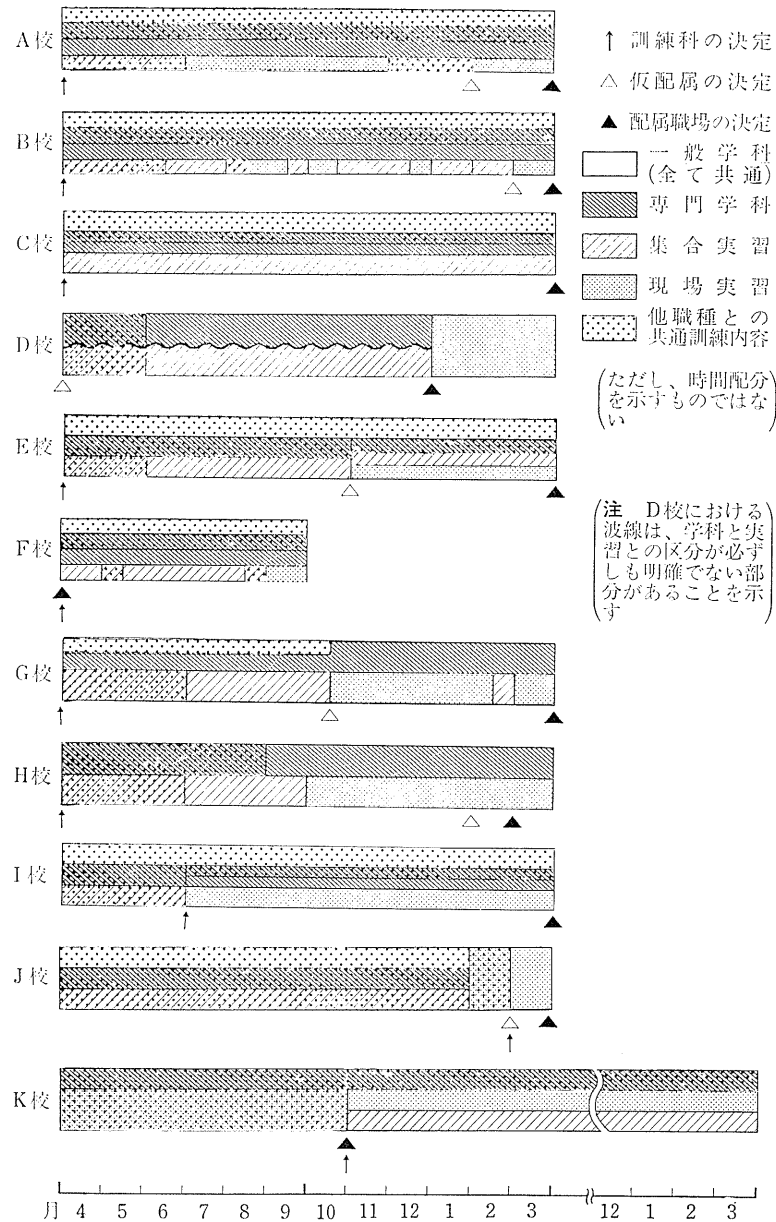 A校
B校
C校
D校
E校
F校
G校
H校
I校
J校
K校
↑ 訓練科の決定
△ 仮配属の決定
▲ 配属職場の決定
一般学科
(全て共通)
専門学科
集合実習
現場実習
他職種との
共通訓練内容
(ただし、時間配分
を示すものではな
い)
(注 D校における
波線は、学科と実
習との区分が必ず
しも明確でない部
分があることを示
す)
月 4 5 6 7 8 9 10 11 12 1 2 3 12 1 2 3